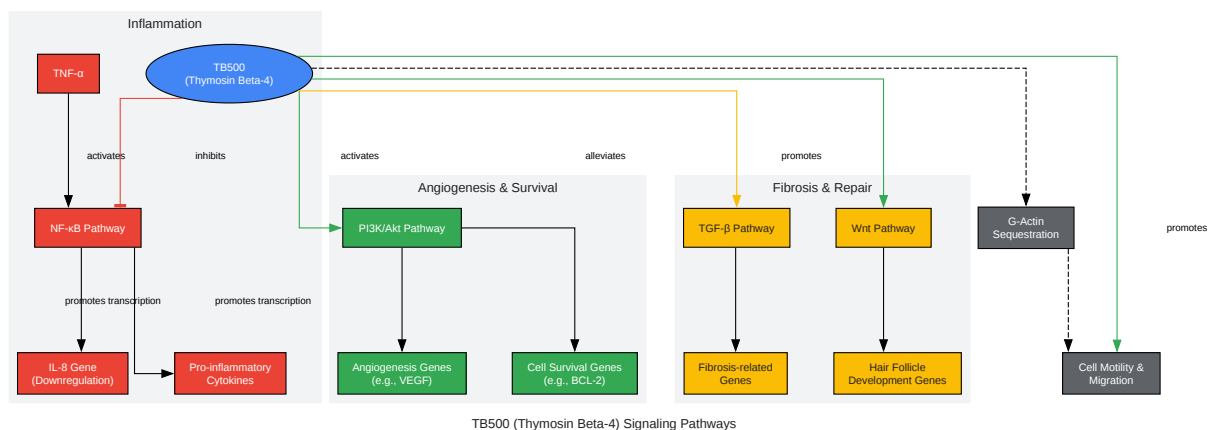 Inflammation
TNF-α
TB500
(Thymosin Beta-4)
activates
inhibits
activates
alleviates
promotes
Angiogenesis & Survival
Fibrosis & Repair
NF-κB Pathway
PI3K/Akt Pathway
TGF-β Pathway
Wnt Pathway
G-Actin
Sequestration
promotes
promotes transcription
promotes transcription
IL-8 Gene
(Downregulation)
Pro-inflammatory
Cytokines
Angiogenesis Genes
(e.g., VEGF)
Cell Survival Genes
(e.g., BCL-2)
Fibrosis-related
Genes
Hair Follicle
Development Genes
Cell Motility &
Migration
TB500 (Thymosin Beta-4) Signaling Pathways